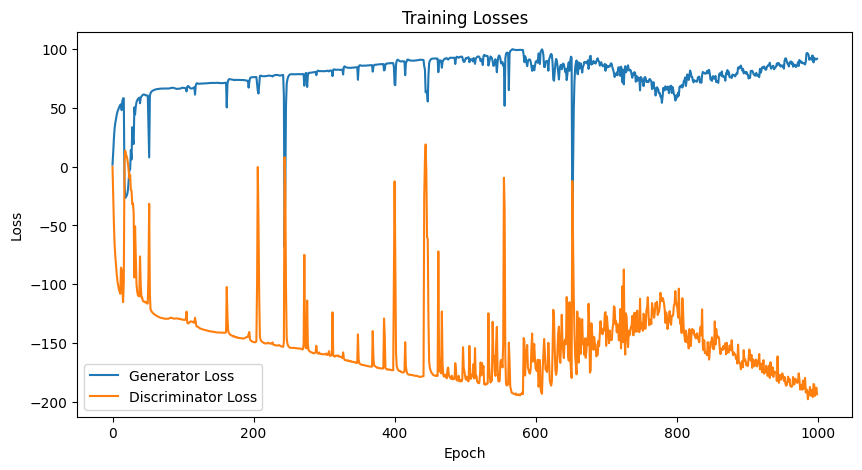 Training Losses
Loss
100
50
0
−50
−100
−150
−200
Generator Loss
Discriminator Loss
0
200
400
600
800
1000
Epoch